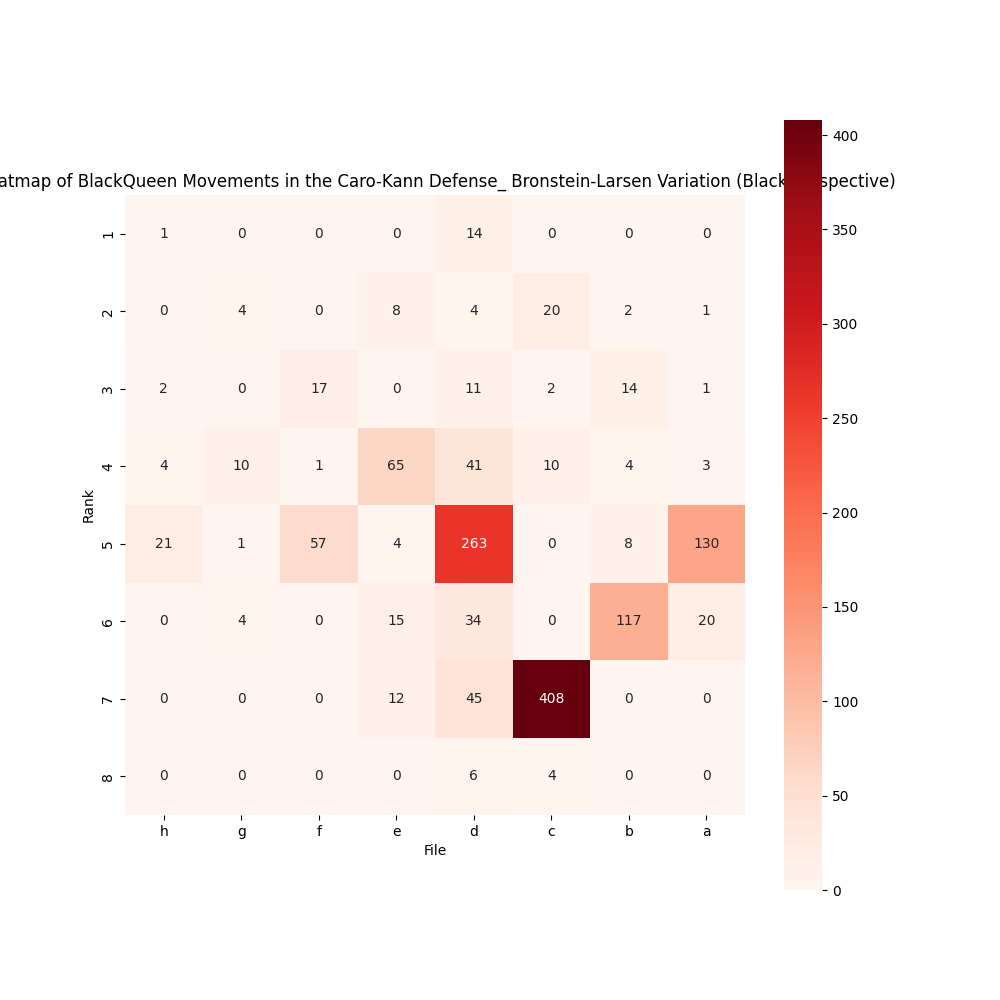 atmap of BlackQueen Movements in the Caro-Kann Defense_ Bronstein-Larsen Variation (Black spective)
400
350
300
250
200
150
100
50
0
Rank
1 1 0 0 0 14 0 0 0
2 0 4 0 8 4 20 2 1
3 2 0 17 0 11 2 14 1
4 4 10 1 65 41 10 4 3
5 21 1 57 4 263 0 8 130
6 0 4 0 15 34 0 117 20
7 0 0 0 12 45 408 0 0
8 0 0 0 0 6 4 0 0
h g f e d c b a
File